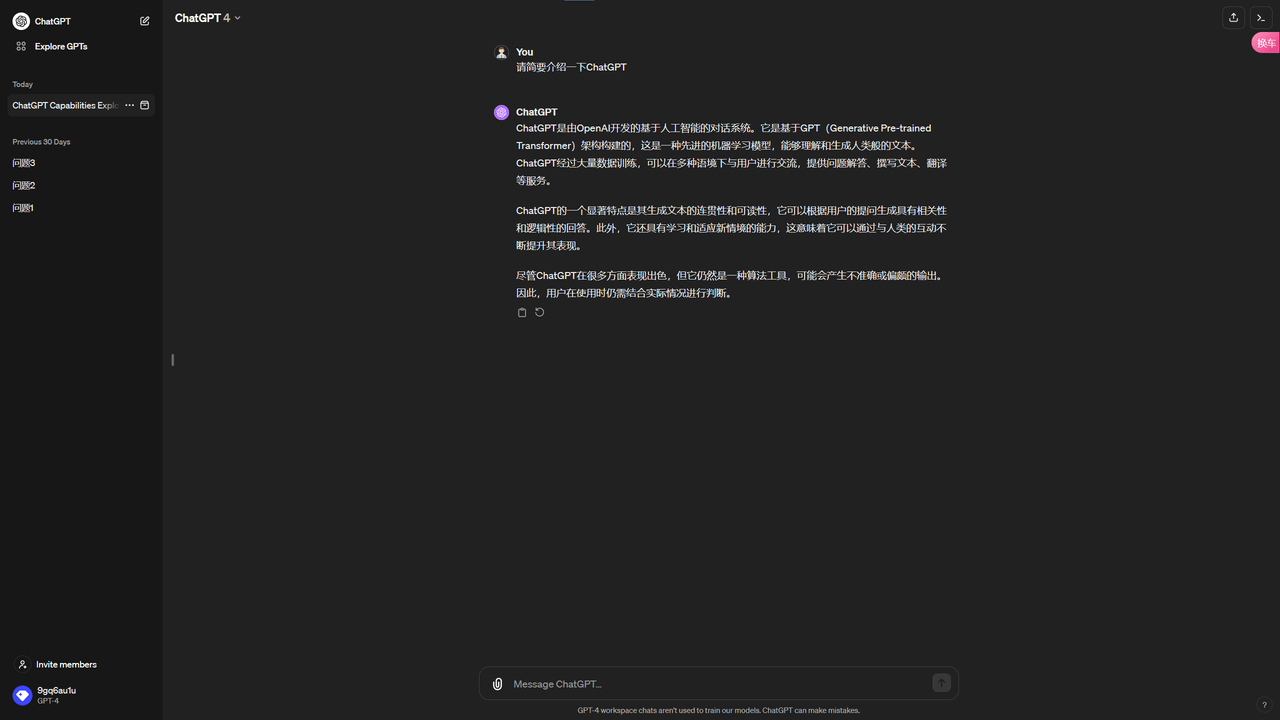 ChatGPT
Explore GPTs
Today
ChatGPT Capabilities Explo
Previous 30 Days
问题3
问题2
问题1
Invite members
9gq6au1u
GPT-4
ChatGPT 4
换车
You
请简要介绍一下ChatGPT
ChatGPT
ChatGPT是由OpenAI开发的基于人工智能的对话系统。它是基于GPT（Generative Pre-trained
Transformer）架构构建的，这是一种先进的机器学习模型，能够理解和生成人类般的文本。
ChatGPT经过大量数据训练，可以在多种语境下与用户进行交流，提供问题解答、撰写文本、翻译
等服务。
ChatGPT的一个显著特点是其生成文本的连贯性和可读性，它可以根据用户的提问生成具有相关性
和逻辑性的回答。此外，它还具有学习和适应新情境的能力，这意味着它可以通过与人类的互动不
断提升其表现。
尽管ChatGPT在很多方面表现出色，但它仍然是一种算法工具，可能会产生不准确或偏颇的输出。
因此，用户在使用时仍需结合实际情况进行判断。
Message ChatGPT...
GPT-4 workspace chats aren't used to train our models. ChatGPT can make mistakes.
?